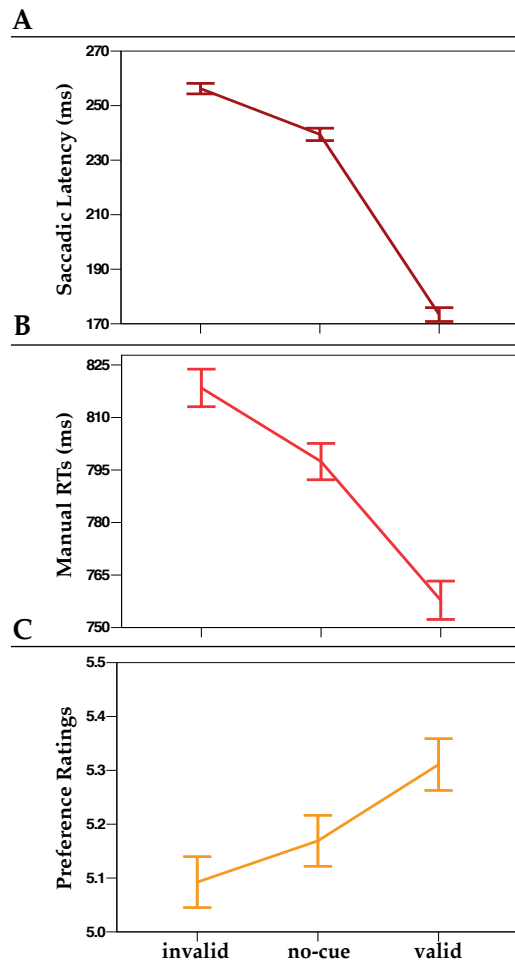 A
Saccadic Latency (ms)
270
250
230
210
190
170
B
Manual RTs (ms)
825
810
795
780
765
750
C
Preference Ratings
5.5
5.4
5.3
5.2
5.1
5.0
invalid no-cue valid